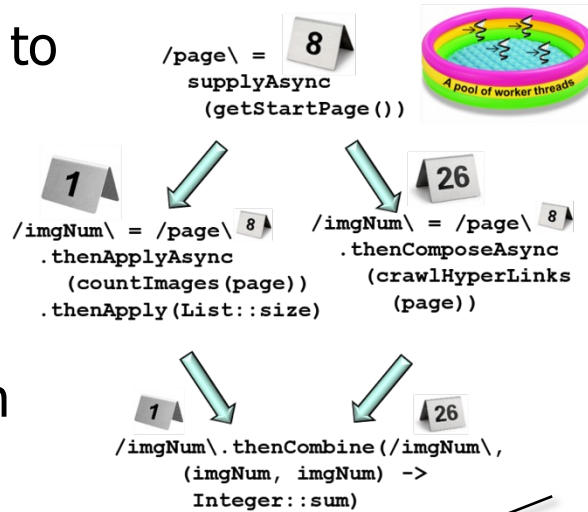 to
8
/page\ =
supplyAsync
(getStartPage())
A pool of worker threads
1
/imgNum\ = /page\ 8
.thenApplyAsync
(countImages(page))
.thenApply(List::size)
26
/imgNum\ = /page\ 8
.thenComposeAsync
(crawlHyperLinks
(page))
n
1
26
/imgNum\.thenCombine(/imgNum\,
(imgNum, imgNum) ->
Integer::sum)